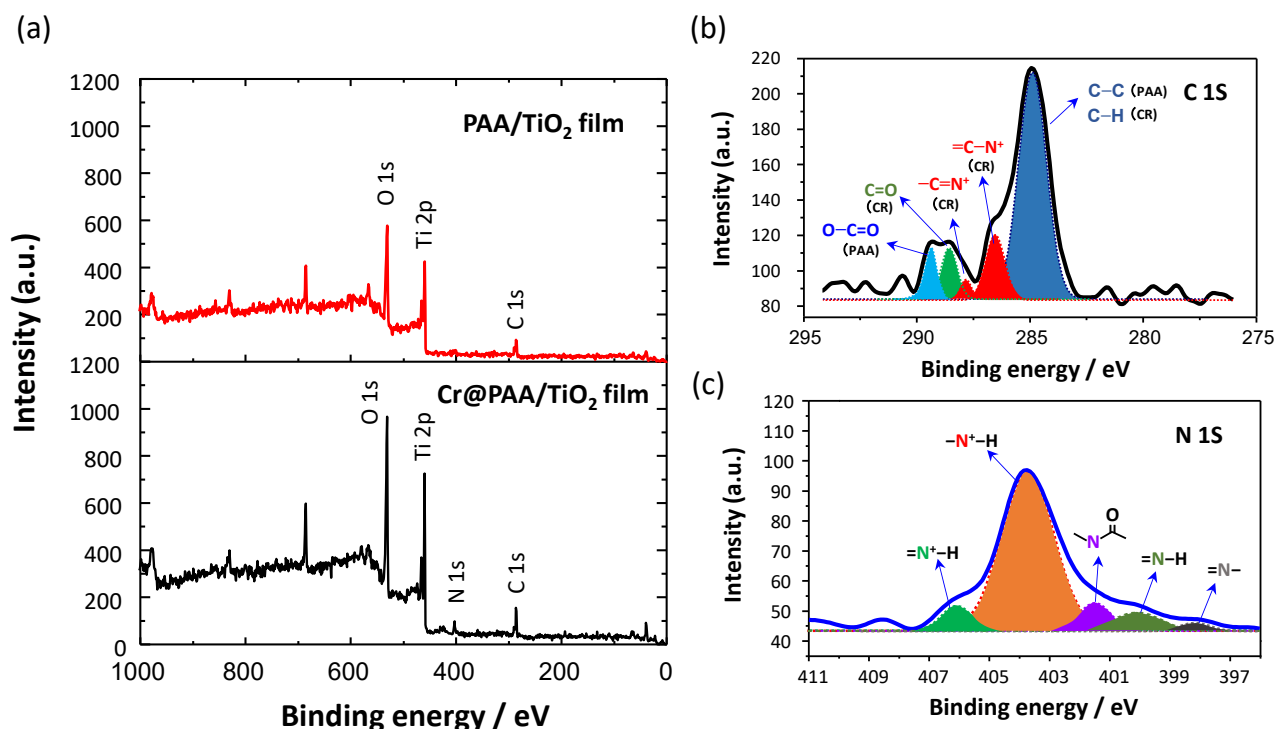 (a)
1200
1000
800
600
400
200
1200
1000
800
600
400
200
0
1000
800
600
400
200
0
Intensity (a.u.)
Binding energy / eV
PAA/TiO₂ film
O 1s
Ti 2p
C 1s
Cr@PAA/TiO₂ film
O 1s
Ti 2p
N 1s
C 1s
(b)
220
200
180
160
140
120
100
80
295
290
285
280
275
Intensity (a.u.)
Binding energy / eV
C 1S
C−C (PAA)
C−H (CR)
=C−N⁺
(CR)
−C=N⁺
(CR)
C=O
(CR)
O−C=O
(PAA)
(c)
120
110
100
90
80
70
60
50
40
411
409
407
405
403
401
399
397
Intensity (a.u.)
Binding energy / eV
N 1S
–N⁺–H
=N⁺–H
O
N
=N–H
=N–